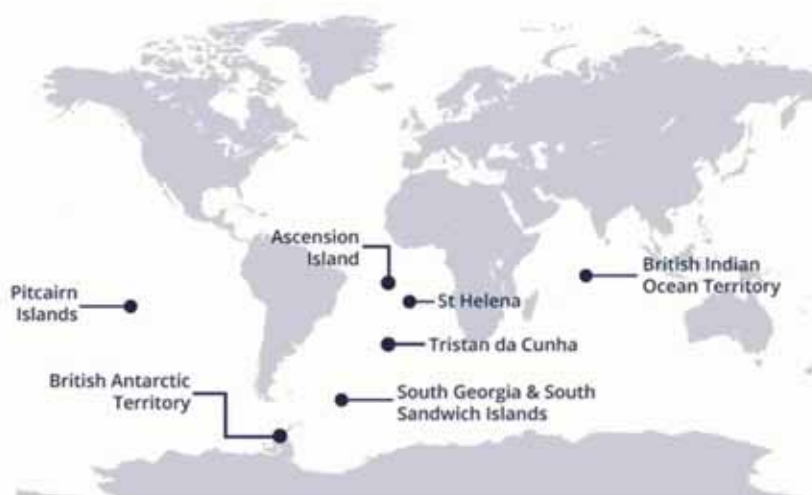 Ascension
Island
British Indian
Ocean Territory
Pitcairn
Islands
St Helena
Tristan da Cunha
British Antarctic
Territory
South Georgia & South
Sandwich Islands